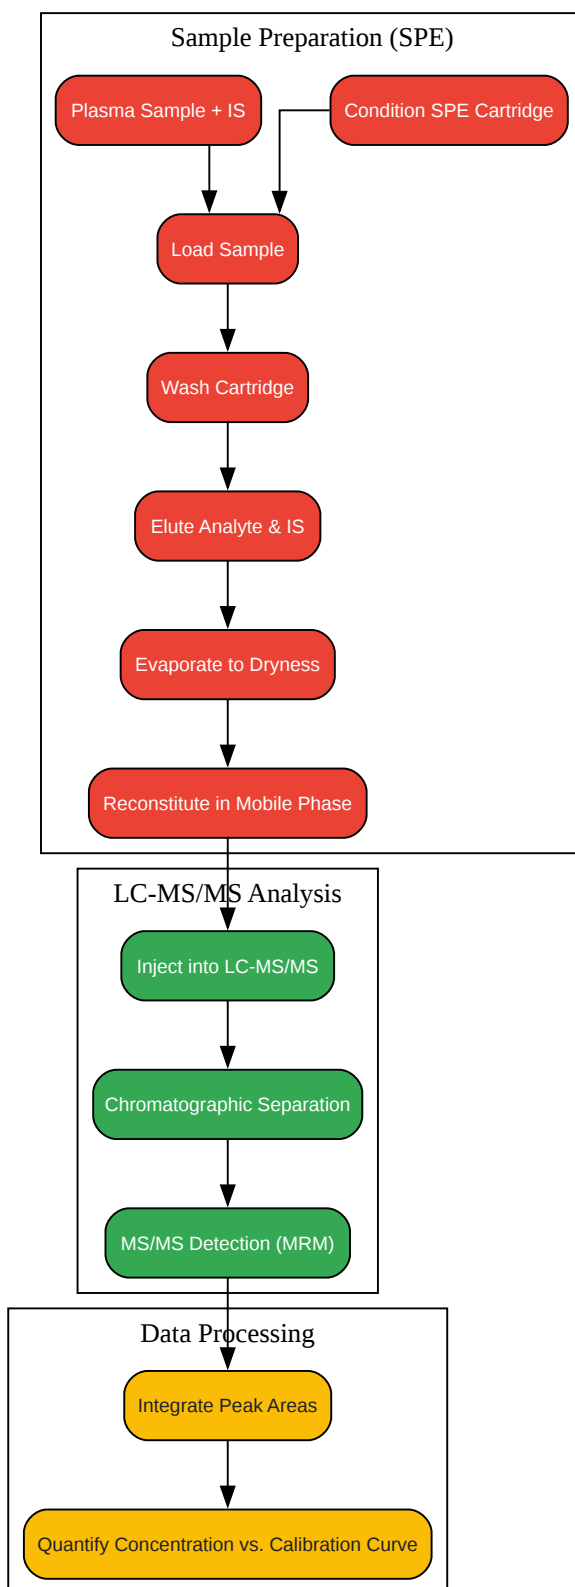 Sample Preparation (SPE)
Plasma Sample + IS
Condition SPE Cartridge
Load Sample
Wash Cartridge
Elute Analyte & IS
Evaporate to Dryness
Reconstitute in Mobile Phase
LC-MS/MS Analysis
Inject into LC-MS/MS
Chromatographic Separation
MS/MS Detection (MRM)
Data Processing
Integrate Peak Areas
Quantify Concentration vs. Calibration Curve